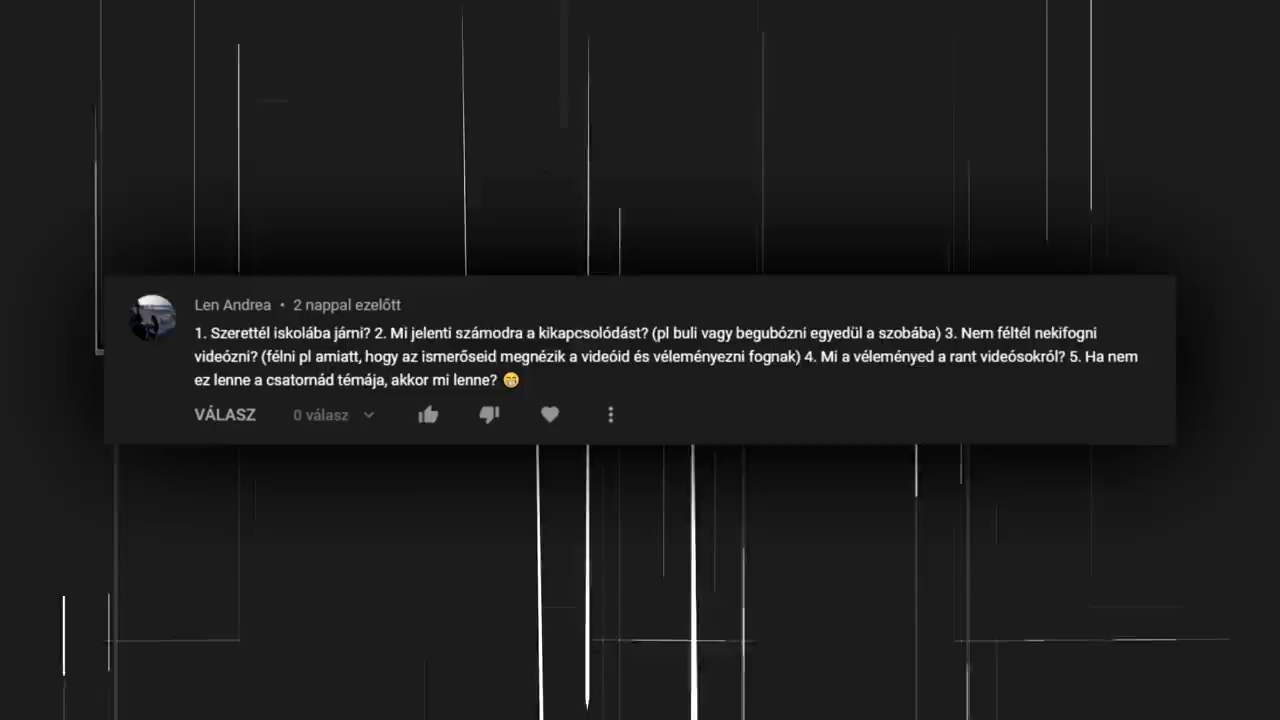 Len Andrea • 2 nappal ezelőtt
1. Szerettél iskolába járni? 2. Mi jelenti számodra a kikapcsolódást? (pl buli vagy begubózni egyedül a szobába) 3. Nem féltél nekifogni
videózni? (félni pl amiatt, hogy az ismerőseid megnézik a videóid és véleményezni fognak) 4. Mi a véleményed a rant videósokról? 5. Ha nem
ez lenne a csatornád témája, akkor mi lenne? 😁
VÁLASZ 0 válasz